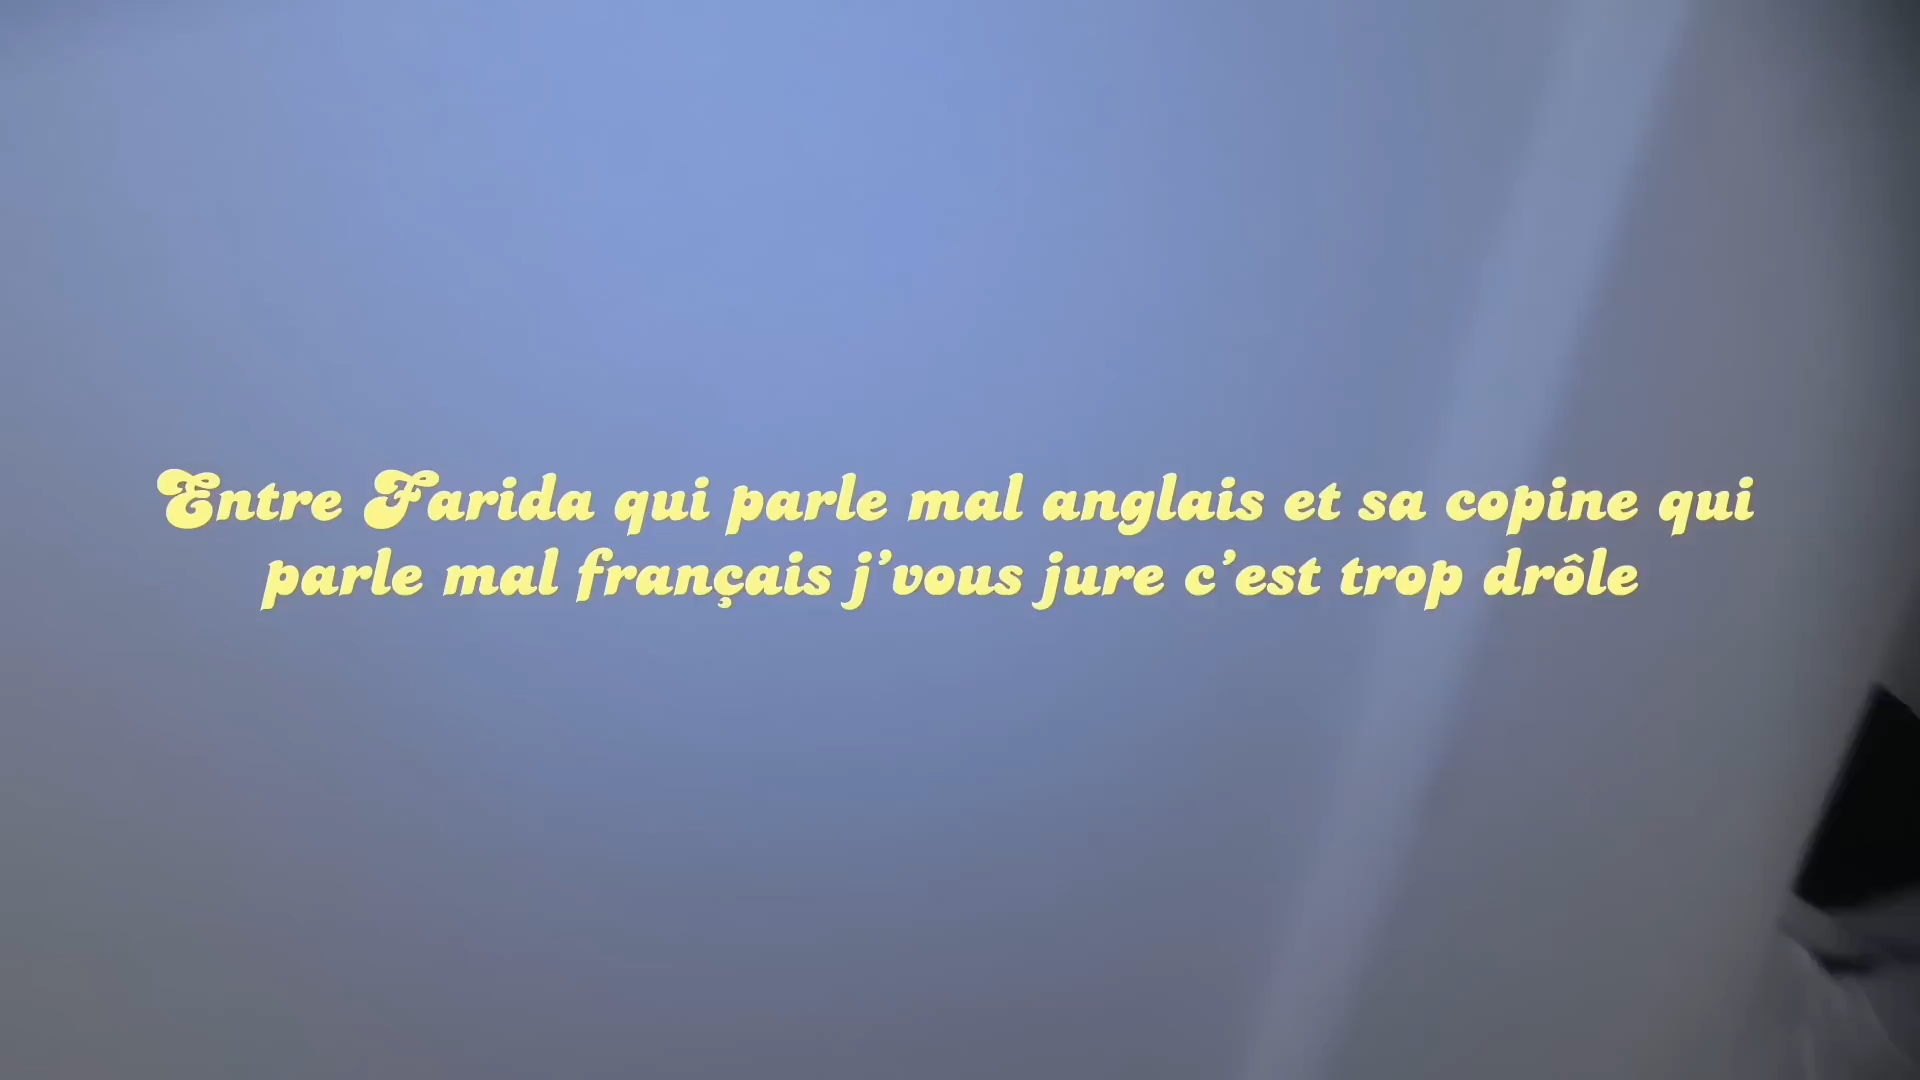 Entre Farida qui parle mal anglais et sa copine qui
parle mal français j’vous jure c’est trop drôle